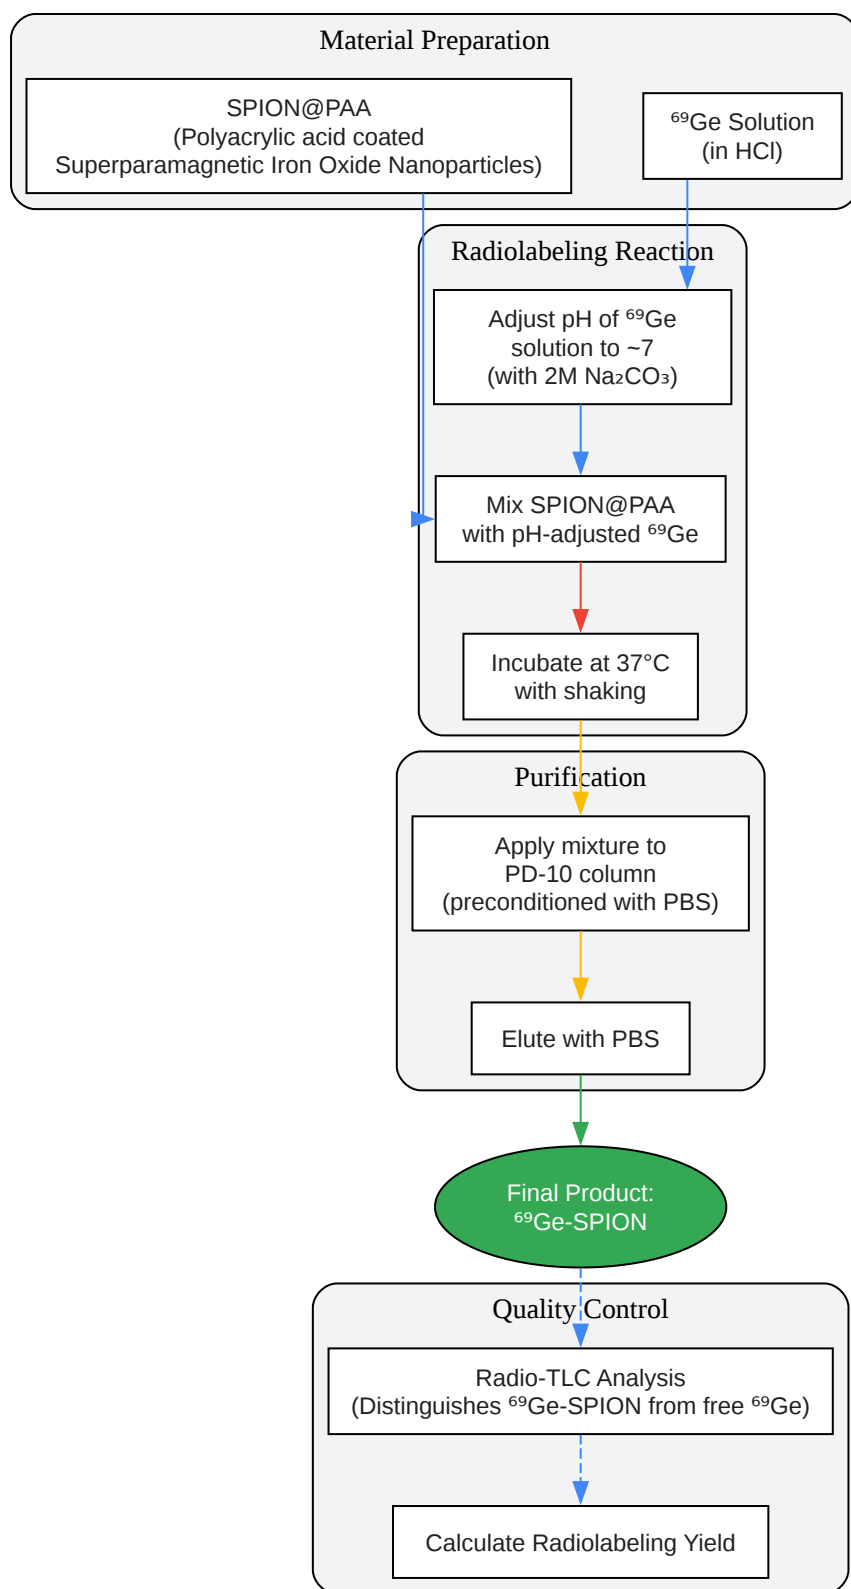 Material Preparation
SPION@PAA
(Polyacrylic acid coated
Superparamagnetic Iron Oxide Nanoparticles)
⁶⁹Ge Solution
(in HCl)
Radiolabeling Reaction
Adjust pH of ⁶⁹Ge
solution to ~7
(with 2M Na₂CO₃)
Mix SPION@PAA
with pH-adjusted ⁶⁹Ge
Incubate at 37°C
with shaking
Purification
Apply mixture to
PD-10 column
(preconditioned with PBS)
Elute with PBS
Final Product:
⁶⁹Ge-SPION
Quality Control
Radio-TLC Analysis
(Distinguishes ⁶⁹Ge-SPION from free ⁶⁹Ge)
Calculate Radiolabeling Yield